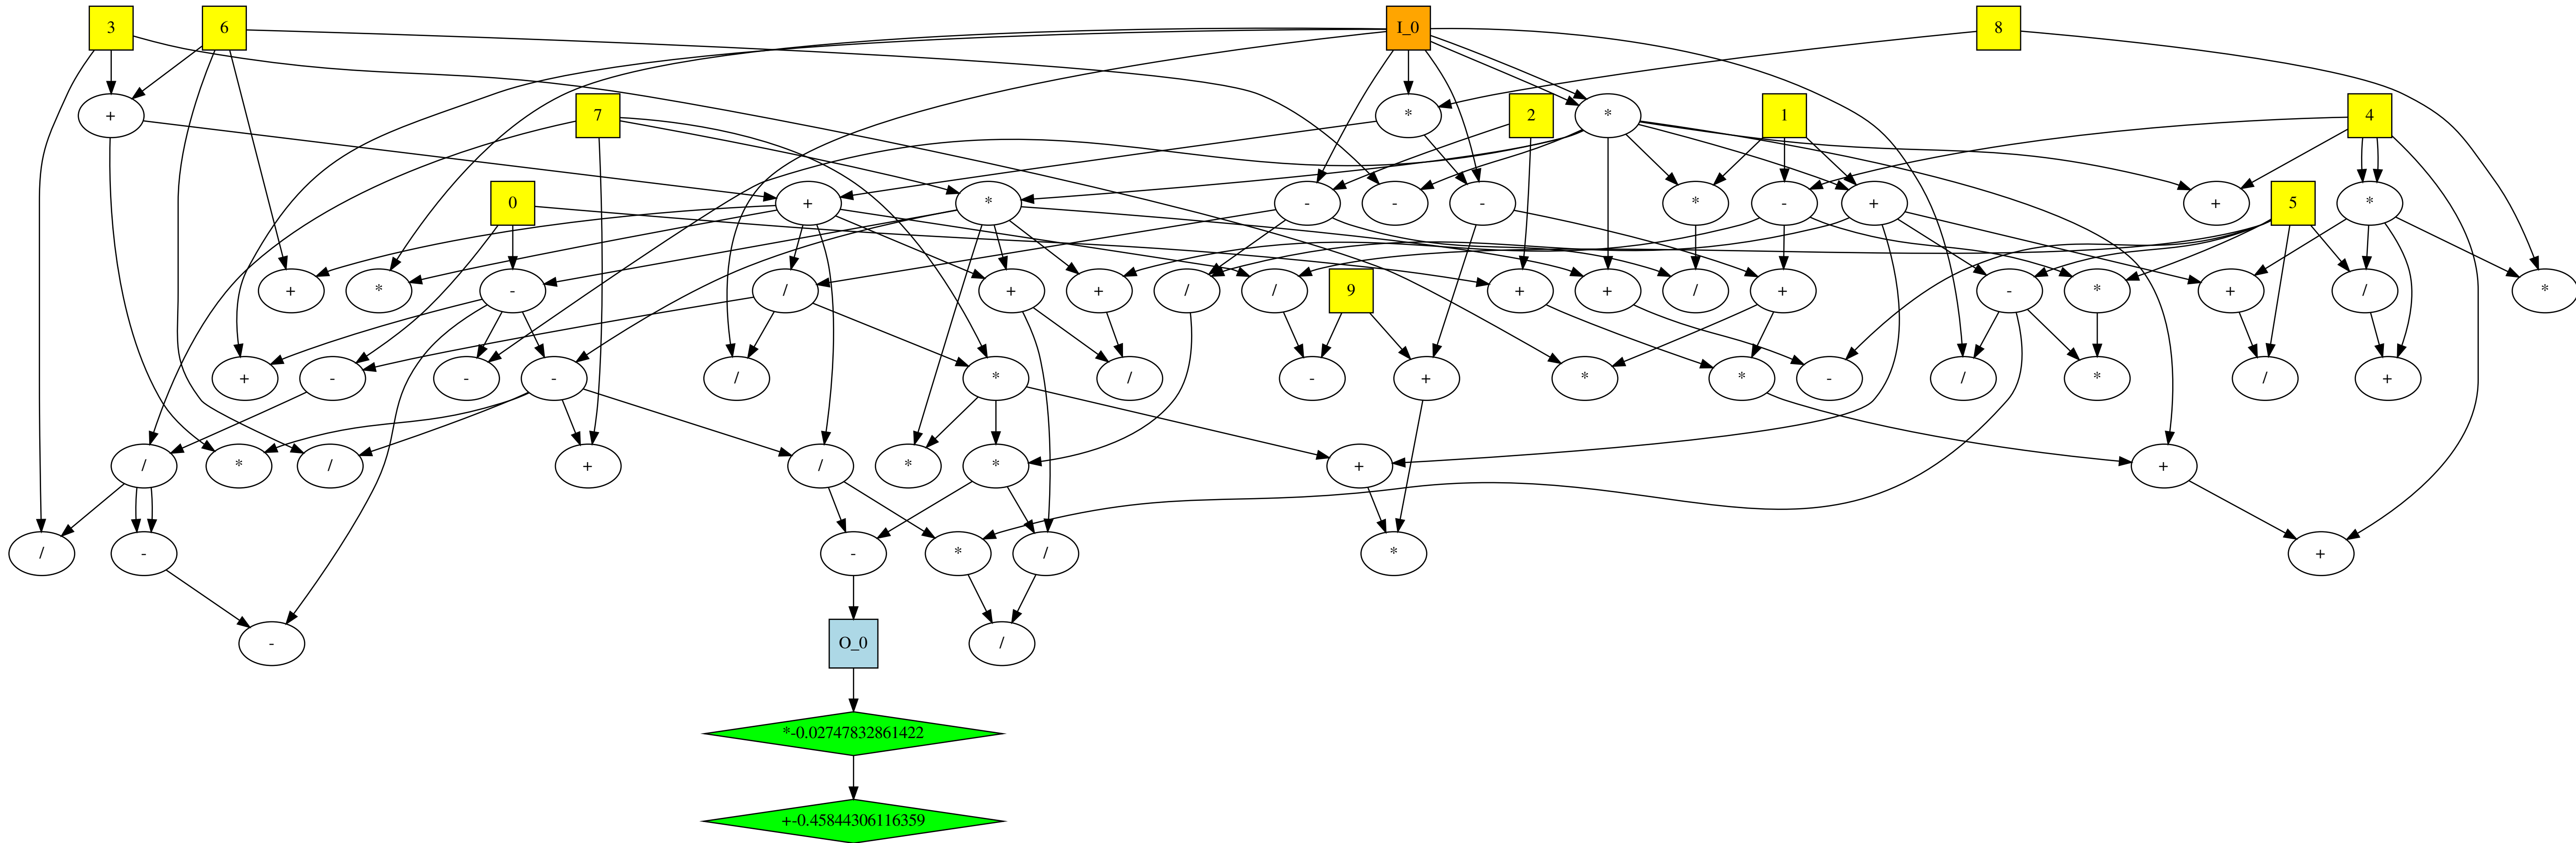 3 6 I_0 8
+ 7 * 2 * 1 4
0 + * - - - * - + + 5 *
+ * - / + + / / 9 + + / + - * + / *
+ - - - / * / - + * * - / * / +
/ * / + / * * + +
/ - - * / * +
- O_0 /
*-0.02747832861422
+-0.45844306116359